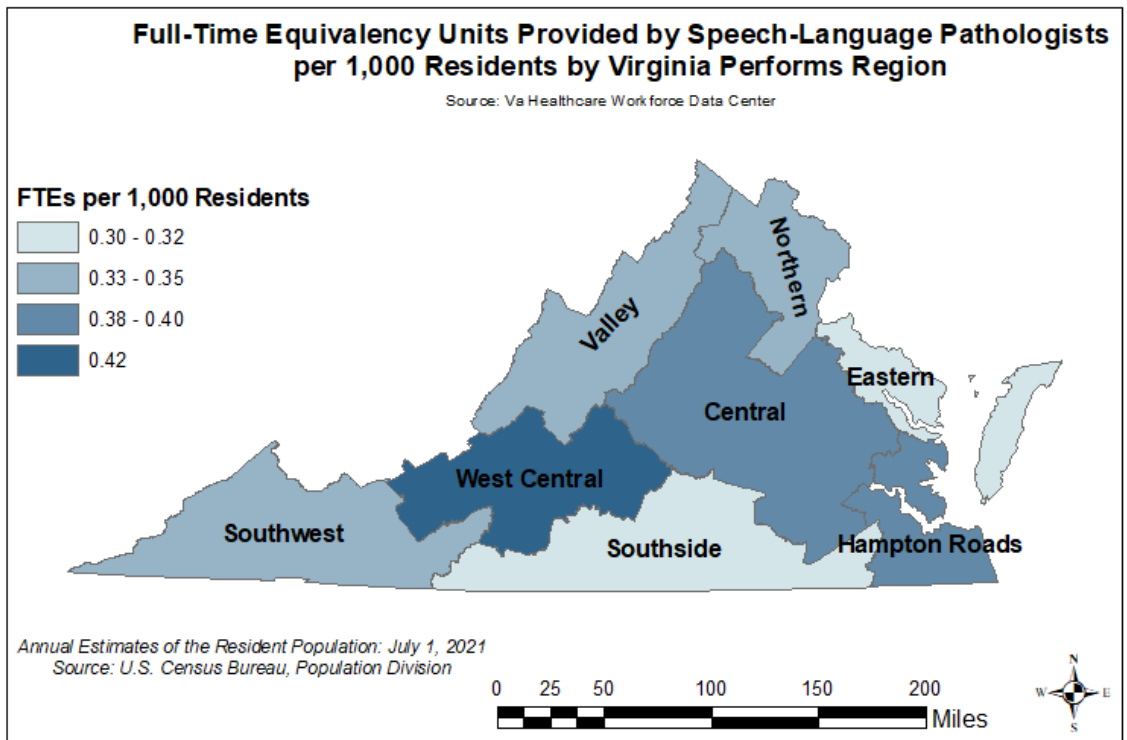 Full-Time Equivalency Units Provided by Speech-Language Pathologists
per 1,000 Residents by Virginia Performs Region
Source: Va Healthcare Workforce Data Center
FTEs per 1,000 Residents
0.30 - 0.32
0.33 - 0.35
0.38 - 0.40
0.42
Northern
Valley
Eastern
Central
West Central
Southwest
Southside
Hampton Roads
Annual Estimates of the Resident Population: July 1, 2021
Source: U.S. Census Bureau, Population Division
0 25 50 100 150 200
Miles
N
W E
S